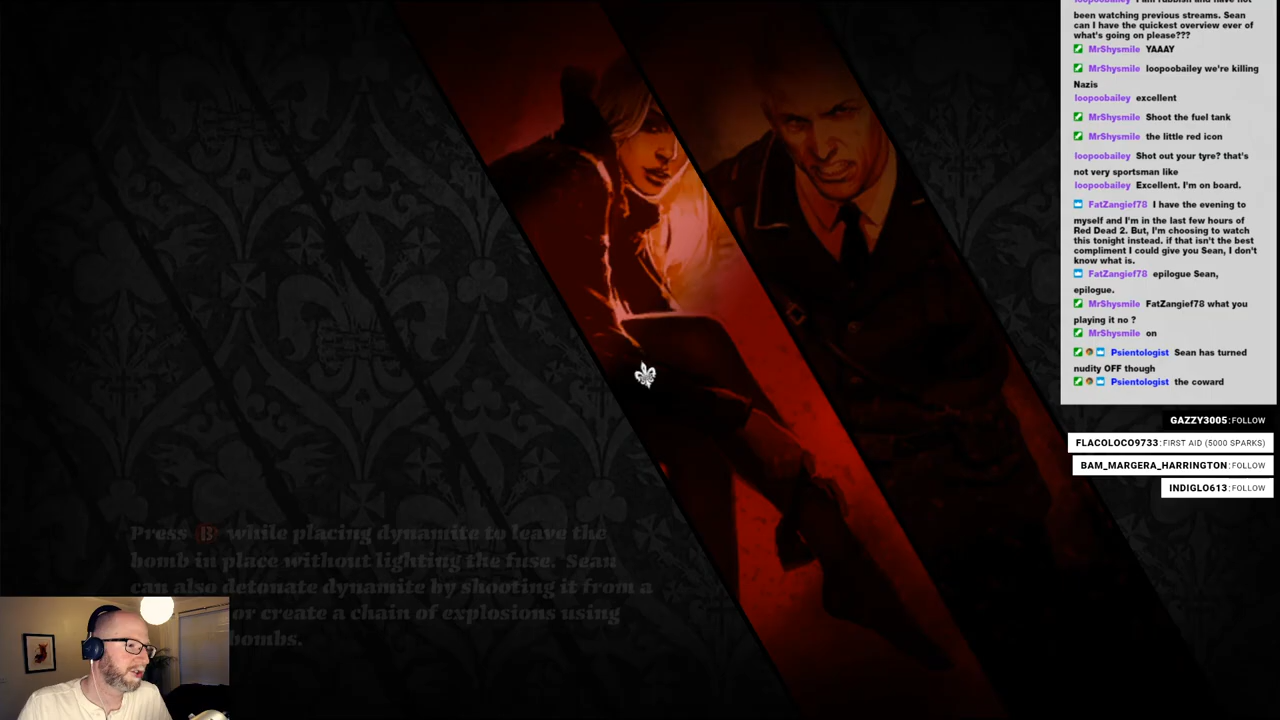 Press B while placing dynamite to leave the
bomb in place without lighting the fuse. Sean
can also detonate dynamite by shooting it from a
or create a chain of explosions using
bombs.
been watching previous streams. Sean
can I have the quickest overview ever of
what's going on please???
MrShysmile YAAAY
MrShysmile loopoobailey we're killing
Nazis
loopoobailey excellent
MrShysmile Shoot the fuel tank
MrShysmile the little red icon
loopoobailey Shot out your tyre? that's
not very sportsman like
loopoobailey Excellent. I'm on board.
FatZangief78 I have the evening to
myself and I'm in the last few hours of
Red Dead 2. But, I'm choosing to watch
this tonight instead. if that isn't the best
compliment I could give you Sean, I don't
know what is.
FatZangief78 epilogue Sean,
epilogue.
MrShysmile FatZangief78 what you
playing it no ?
MrShysmile on
Psientologist Sean has turned
nudity OFF though
Psientologist the coward
GAZZY3005:FOLLOW
FLACOLOCO9733:FIRST AID (5000 SPARKS)
BAM_MARGERA_HARRINGTON:FOLLOW
INDIGLO613:FOLLOW